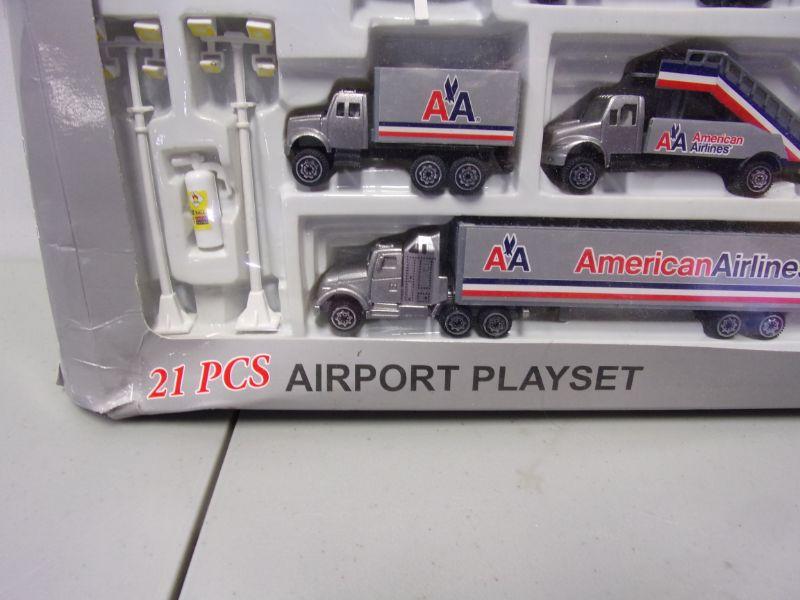 AA
AA American
Airlines
AA AmericanAirlines
21 PCS AIRPORT PLAYSET